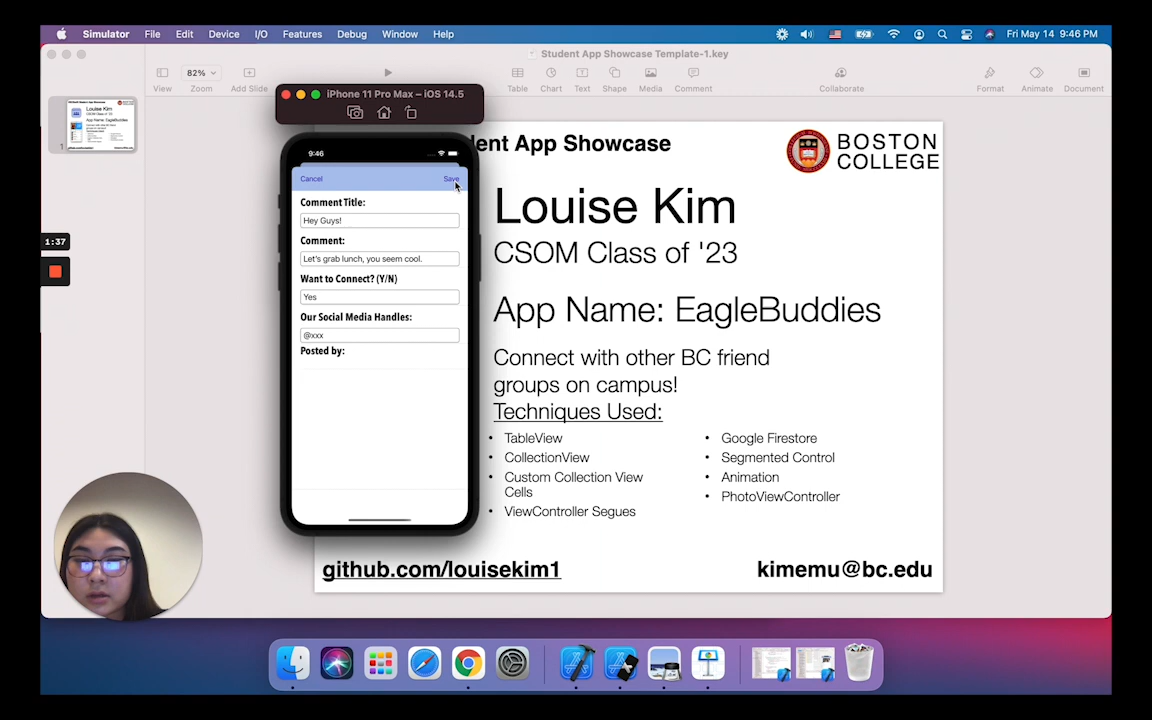 Simulator File Edit Device I/O Features Debug Window Help Fri May 14 9:46 PM
Student App Showcase Template-1.key
82%
View Zoom Add Slide Table Chart Text Shape Media Comment Collaborate Format Animate Document
iPhone 11 Pro Max – iOS 14.5
1
1:37
9:46
Cancel Save
Comment Title:
Hey Guys!
Comment:
Let's grab lunch, you seem cool.
Want to Connect? (Y/N)
Yes
Our Social Media Handles:
@xxx
Posted by:
dent App Showcase
BOSTON
COLLEGE
Louise Kim
CSOM Class of '23
App Name: EagleBuddies
Connect with other BC friend
groups on campus!
Techniques Used:
• TableView
• CollectionView
• Custom Collection View
Cells
• ViewController Segues
• Google Firestore
• Segmented Control
• Animation
• PhotoViewController
github.com/louisekim1 kimemu@bc.edu